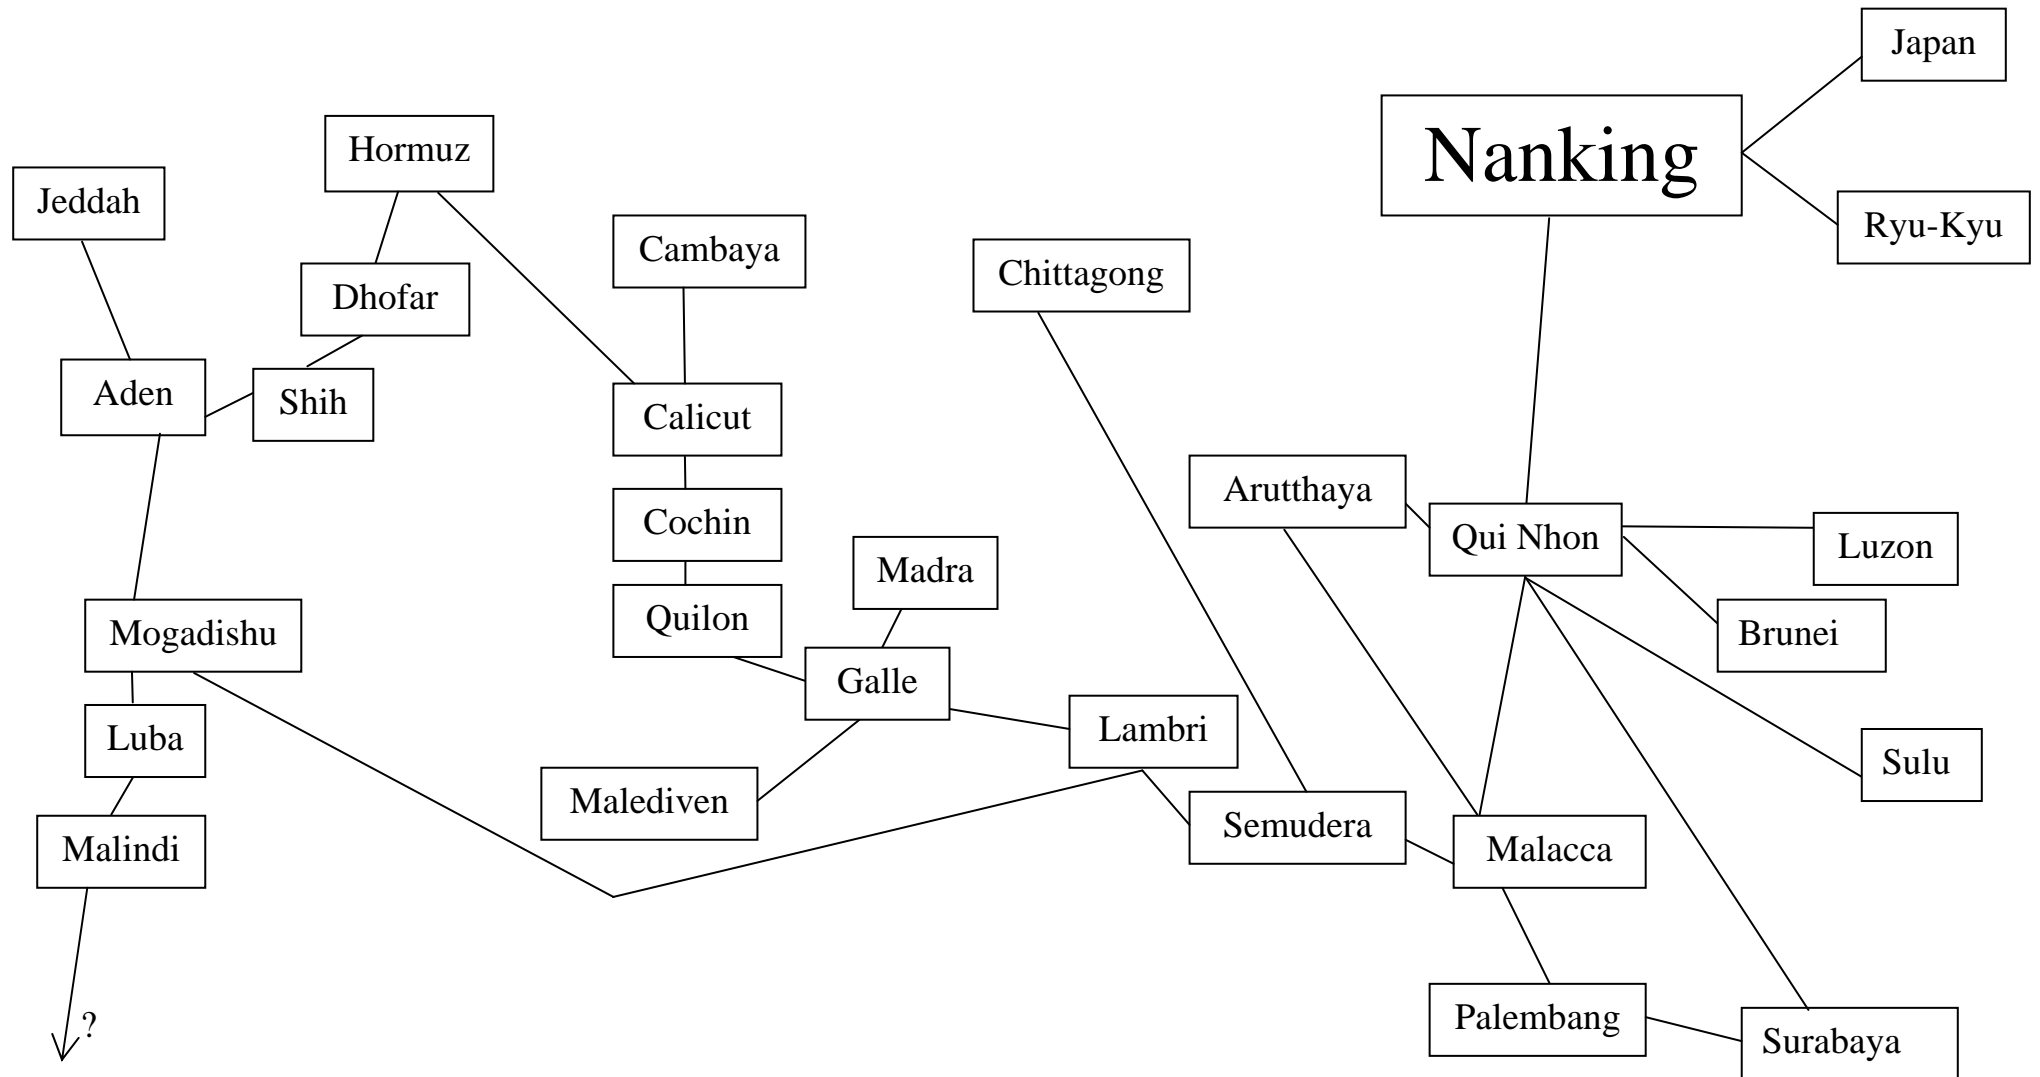 Japan
Nanking
Hormuz
Jeddah
Ryu-Kyu
Cambaya
Chittagong
Dhofar
Aden
Shih
Calicut
Arutthaya
Cochin
Qui Nhon
Luzon
Madra
Quilon
Mogadishu
Brunei
Galle
Lambri
Luba
Sulu
Malediven
Semudera
Malindi
Malacca
Palembang
?
Surabaya